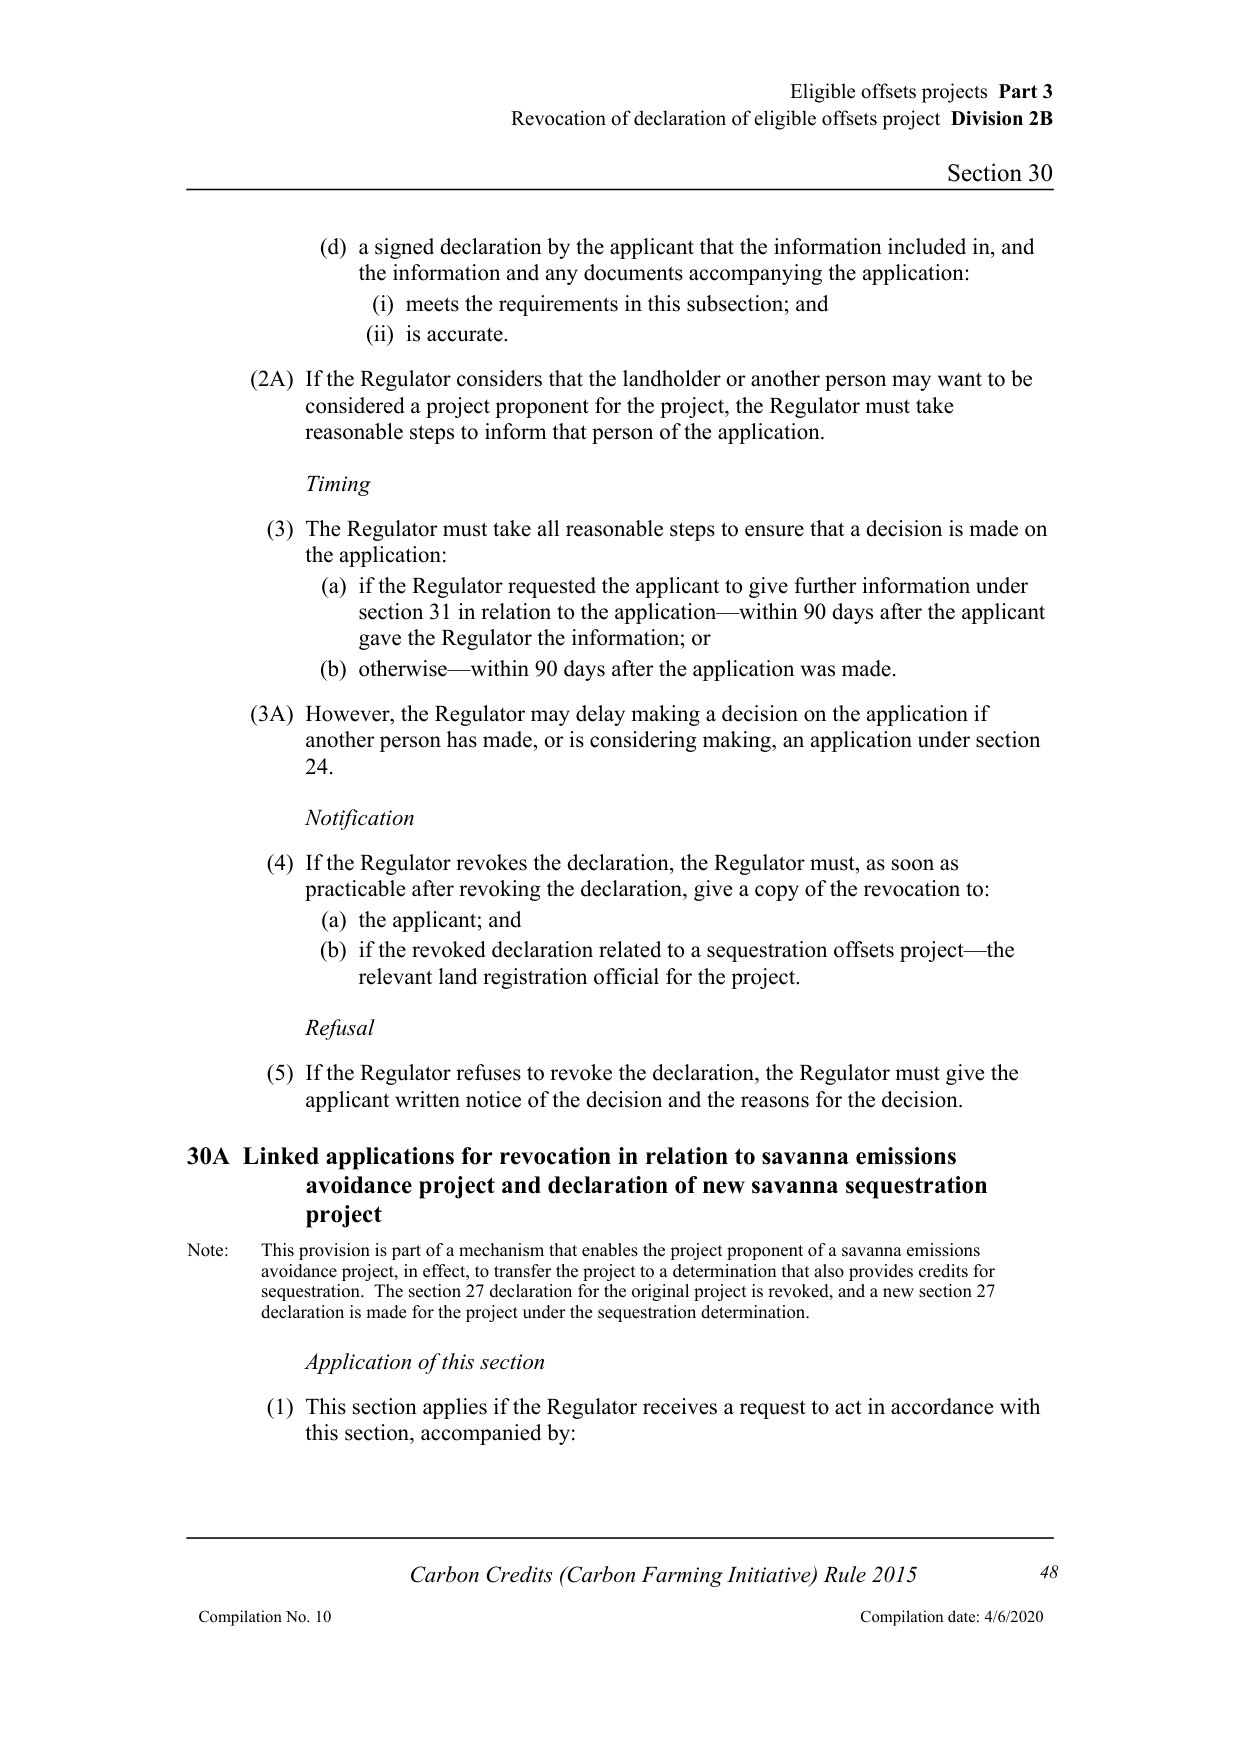 Eligible offsets projects Part 3
Revocation of declaration of eligible offsets project Division 2B
Section 30
(d) a signed declaration by the applicant that the information included in, and
the information and any documents accompanying the application:
(i) meets the requirements in this subsection; and
(ii) is accurate.
(2A) If the Regulator considers that the landholder or another person may want to be
considered a project proponent for the project, the Regulator must take
reasonable steps to inform that person of the application.
Timing
(3) The Regulator must take all reasonable steps to ensure that a decision is made on
the application:
(a) if the Regulator requested the applicant to give further information under
section 31 in relation to the application—within 90 days after the applicant
gave the Regulator the information; or
(b) otherwise—within 90 days after the application was made.
(3A) However, the Regulator may delay making a decision on the application if
another person has made, or is considering making, an application under section
24.
Notification
(4) If the Regulator revokes the declaration, the Regulator must, as soon as
practicable after revoking the declaration, give a copy of the revocation to:
(a) the applicant; and
(b) if the revoked declaration related to a sequestration offsets project—the
relevant land registration official for the project.
Refusal
(5) If the Regulator refuses to revoke the declaration, the Regulator must give the
applicant written notice of the decision and the reasons for the decision.
30A Linked applications for revocation in relation to savanna emissions
avoidance project and declaration of new savanna sequestration
project
Note: This provision is part of a mechanism that enables the project proponent of a savanna emissions
avoidance project, in effect, to transfer the project to a determination that also provides credits for
sequestration. The section 27 declaration for the original project is revoked, and a new section 27
declaration is made for the project under the sequestration determination.
Application of this section
(1) This section applies if the Regulator receives a request to act in accordance with
this section, accompanied by:
Carbon Credits (Carbon Farming Initiative) Rule 2015 48
Compilation No. 10 Compilation date: 4/6/2020